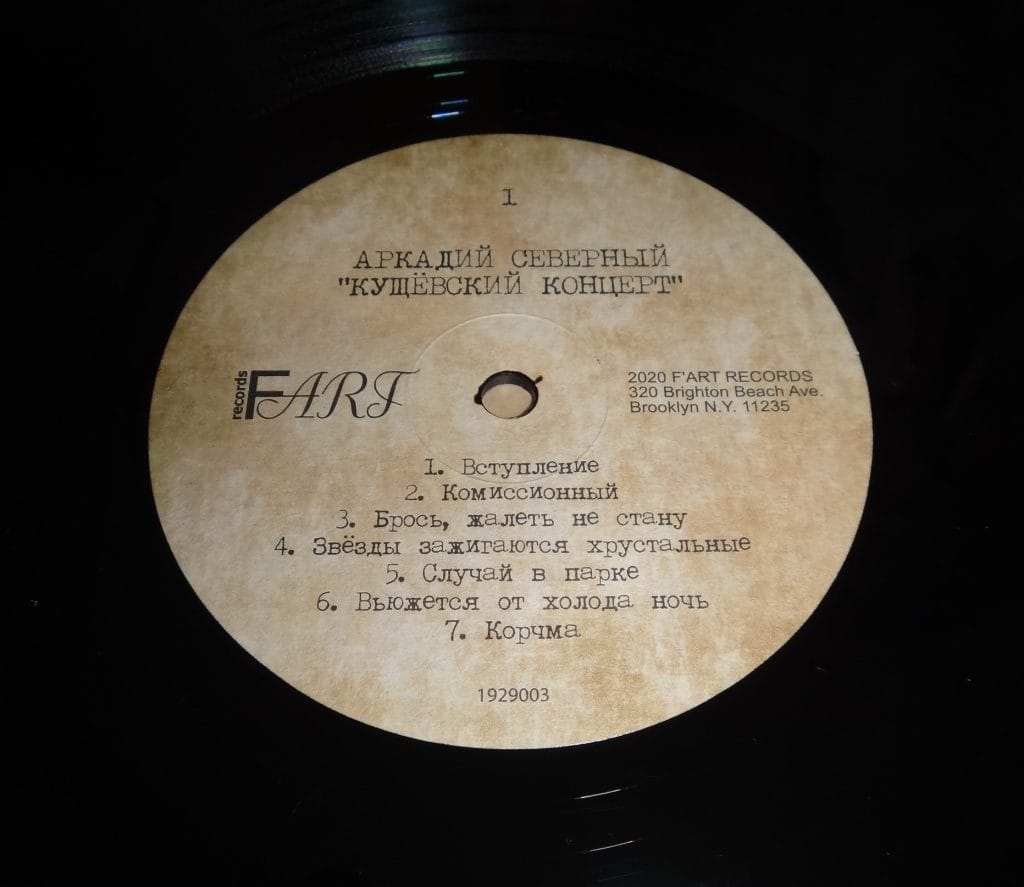 1
АРКАДИЙ СЕВЕРНЫЙ
"КУЩЁВСКИЙ КОНЦЕРТ"
records
FART
2020 F'ART RECORDS
320 Brighton Beach Ave.
Brooklyn N.Y. 11235
1. Вступление
2. Комиссионный
3. Брось, жалеть не стану
4. Звёзды зажигаются хрустальные
5. Случай в парке
6. Вьюжется от холода ночь
7. Корчма
1929003